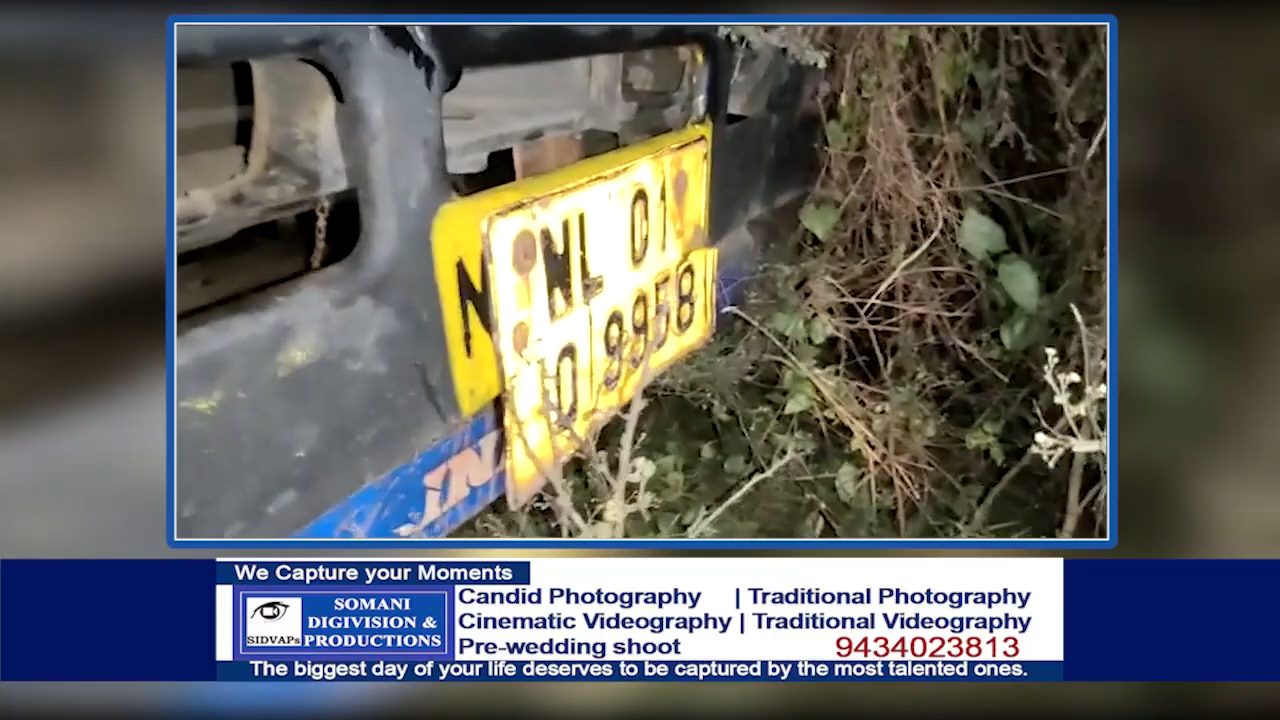 N
NL 01
9958
We Capture your Moments
SIDVAPs
SOMANI
DIGIVISION &
PRODUCTIONS
Candid Photography | Traditional Photography
Cinematic Videography | Traditional Videography
Pre-wedding shoot 9434023813
The biggest day of your life deserves to be captured by the most talented ones.